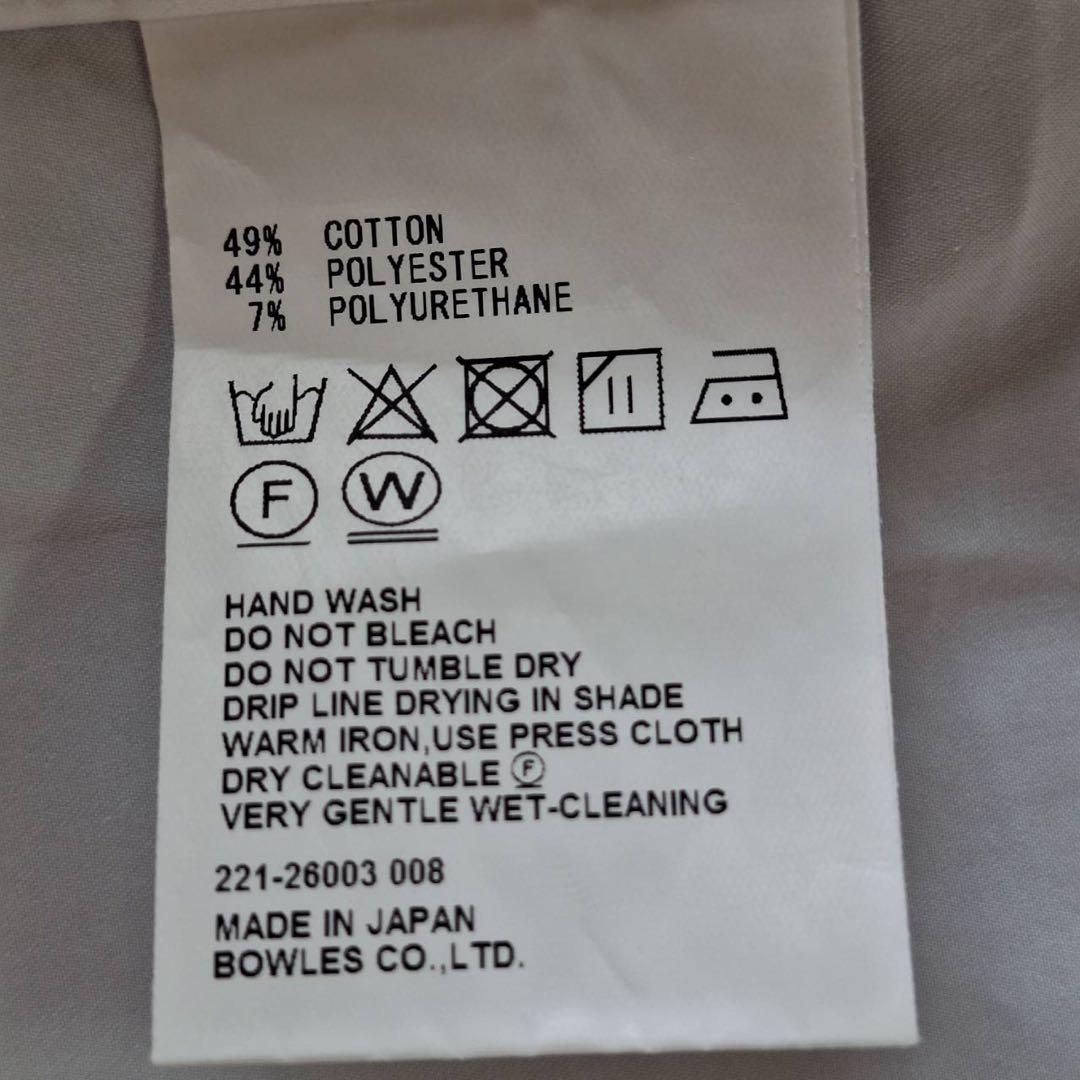 49% COTTON
44% POLYESTER
7% POLYURETHANE
F W
HAND WASH
DO NOT BLEACH
DO NOT TUMBLE DRY
DRIP LINE DRYING IN SHADE
WARM IRON,USE PRESS CLOTH
DRY CLEANABLE Ⓕ
VERY GENTLE WET-CLEANING
221-26003 008
MADE IN JAPAN
BOWLES CO.,LTD.